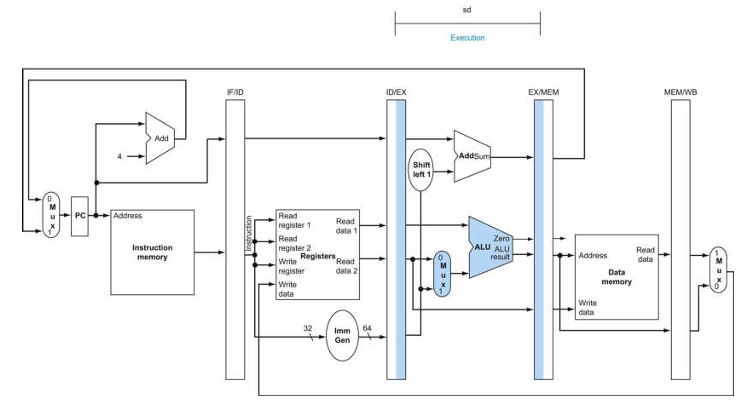 sd
Execution
IF/ID
ID/EX
EX/MEM
MEM/WB
Add
4
Shift
left 1
AddSum
0
M
u
x
1
PC
Address
Instruction
memory
Instruction
Read
register 1
Read
register 2
Write
register
Write
data
Registers
Read
data 1
Read
data 2
0
M
u
x
1
ALU
Zero
ALU
result
Address
Read
data
Data
memory
Write
data
1
M
u
x
0
32
Imm
Gen
64